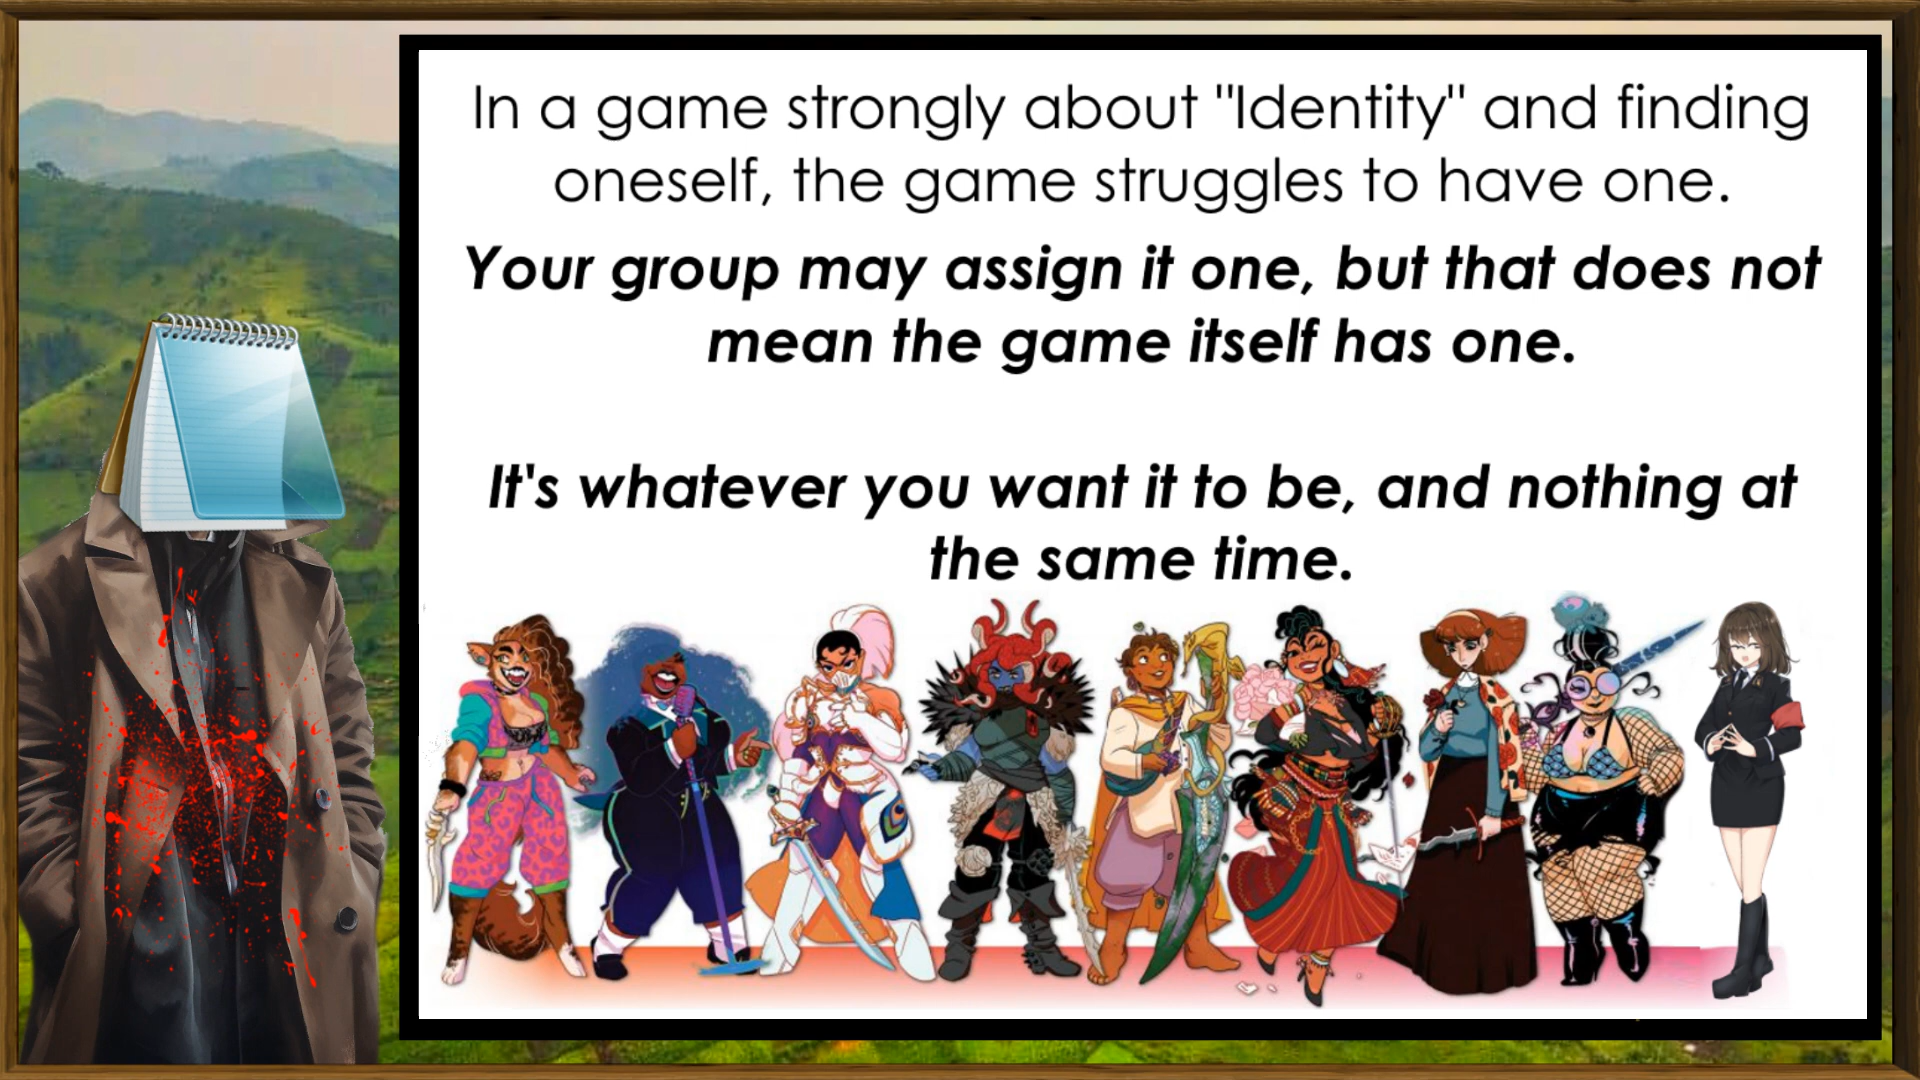 In a game strongly about "Identity" and finding
oneself, the game struggles to have one.
Your group may assign it one, but that does not
mean the game itself has one.
It's whatever you want it to be, and nothing at
the same time.